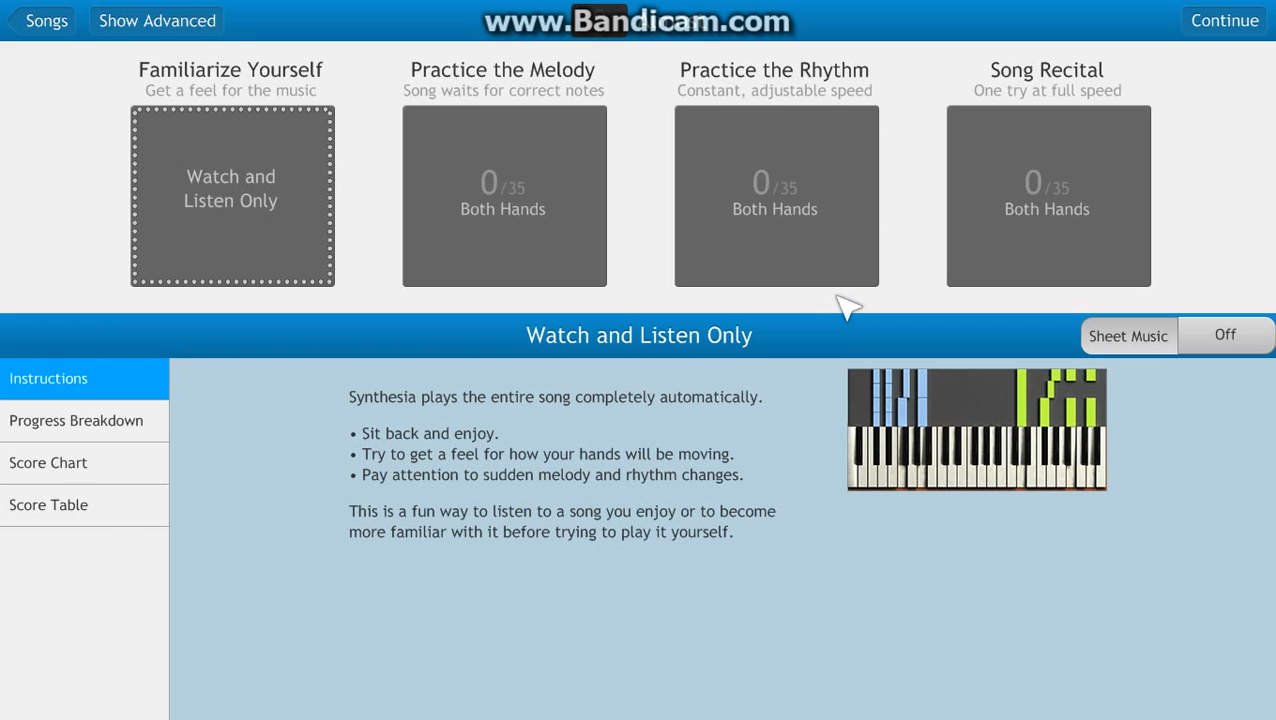 Songs
Show Advanced
www.Bandicam.com
Continue
Familiarize Yourself
Get a feel for the music
Watch and
Listen Only
Practice the Melody
Song waits for correct notes
0/35
Both Hands
Practice the Rhythm
Constant, adjustable speed
0/35
Both Hands
Song Recital
One try at full speed
0/35
Both Hands
Watch and Listen Only
Sheet Music
Off
Instructions
Progress Breakdown
Score Chart
Score Table
Synthesia plays the entire song completely automatically.
• Sit back and enjoy.
• Try to get a feel for how your hands will be moving.
• Pay attention to sudden melody and rhythm changes.
This is a fun way to listen to a song you enjoy or to become
more familiar with it before trying to play it yourself.